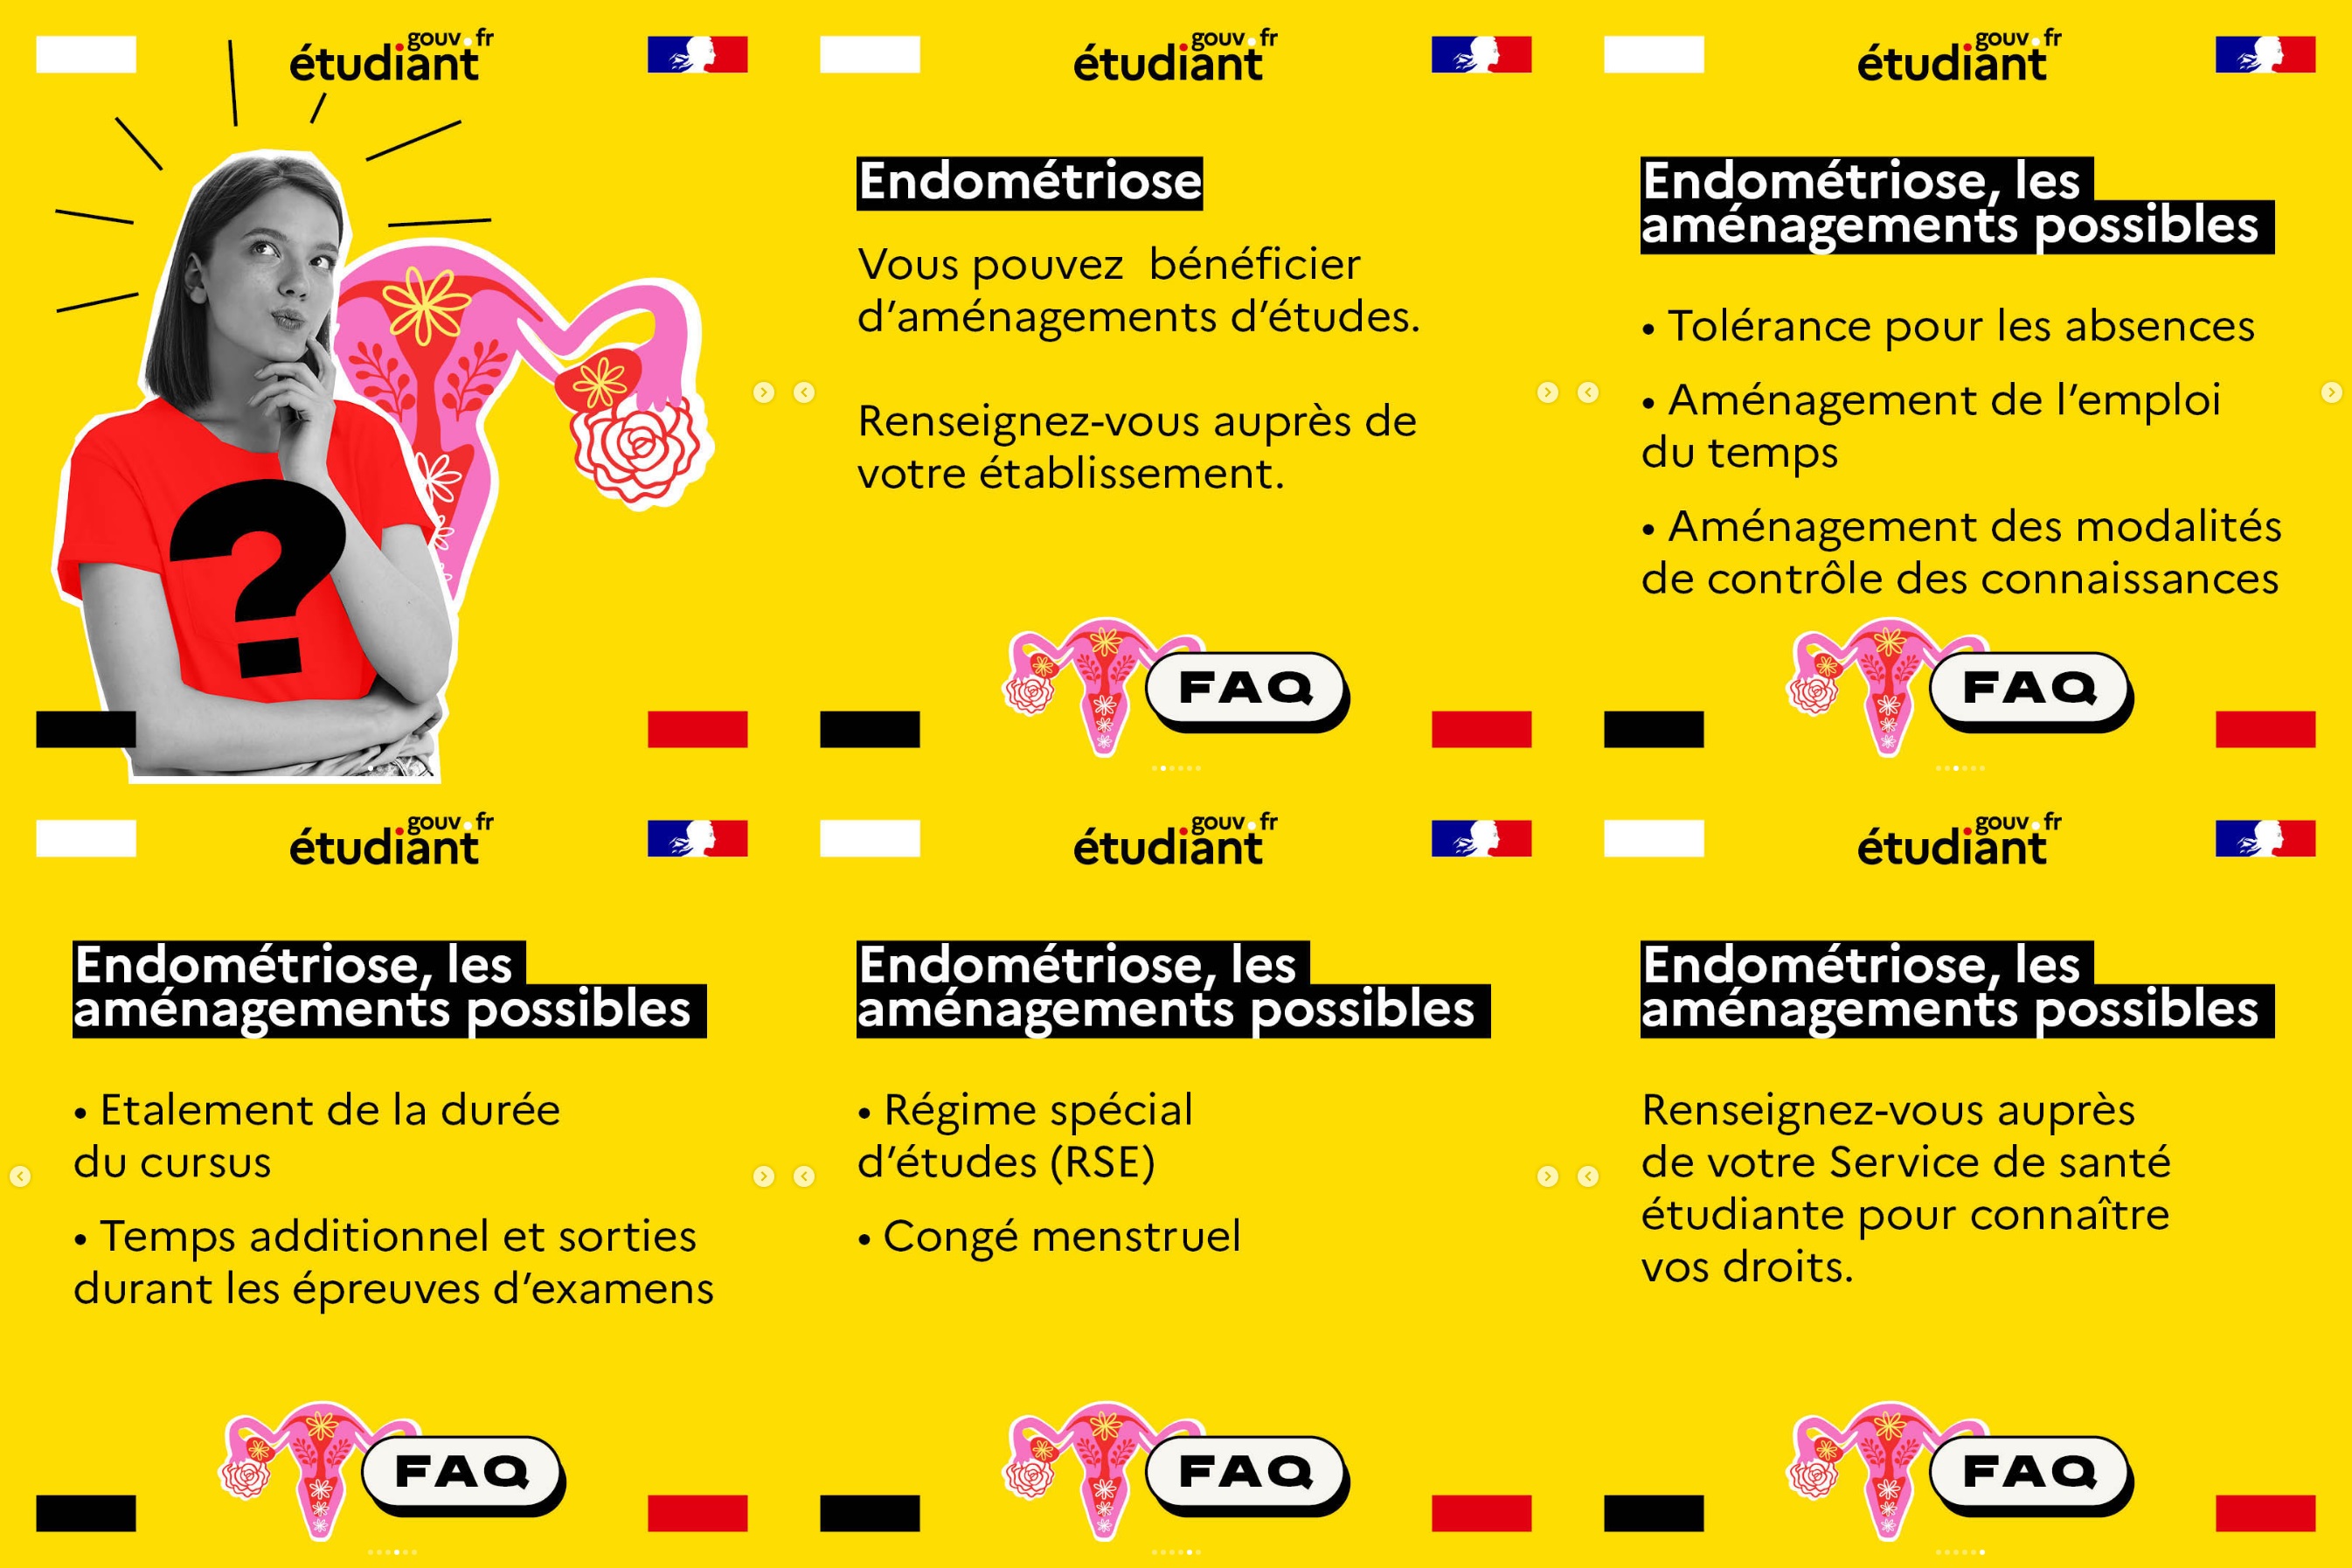 gouv.fr
étudiant
?
gouv.fr
étudiant
Endométriose
Vous pouvez  bénéficier
d’aménagements d’études.
Renseignez-vous auprès de
votre établissement.
FAQ
gouv.fr
étudiant
Endométriose, les
aménagements possibles
• Tolérance pour les absences
• Aménagement de l’emploi
du temps
• Aménagement des modalités
de contrôle des connaissances
FAQ
gouv.fr
étudiant
Endométriose, les
aménagements possibles
• Etalement de la durée
du cursus
• Temps additionnel et sorties
durant les épreuves d’examens
FAQ
gouv.fr
étudiant
Endométriose, les
aménagements possibles
• Régime spécial
d’études (RSE)
• Congé menstruel
FAQ
gouv.fr
étudiant
Endométriose, les
aménagements possibles
Renseignez-vous auprès
de votre Service de santé
étudiante pour connaître
vos droits.
FAQ